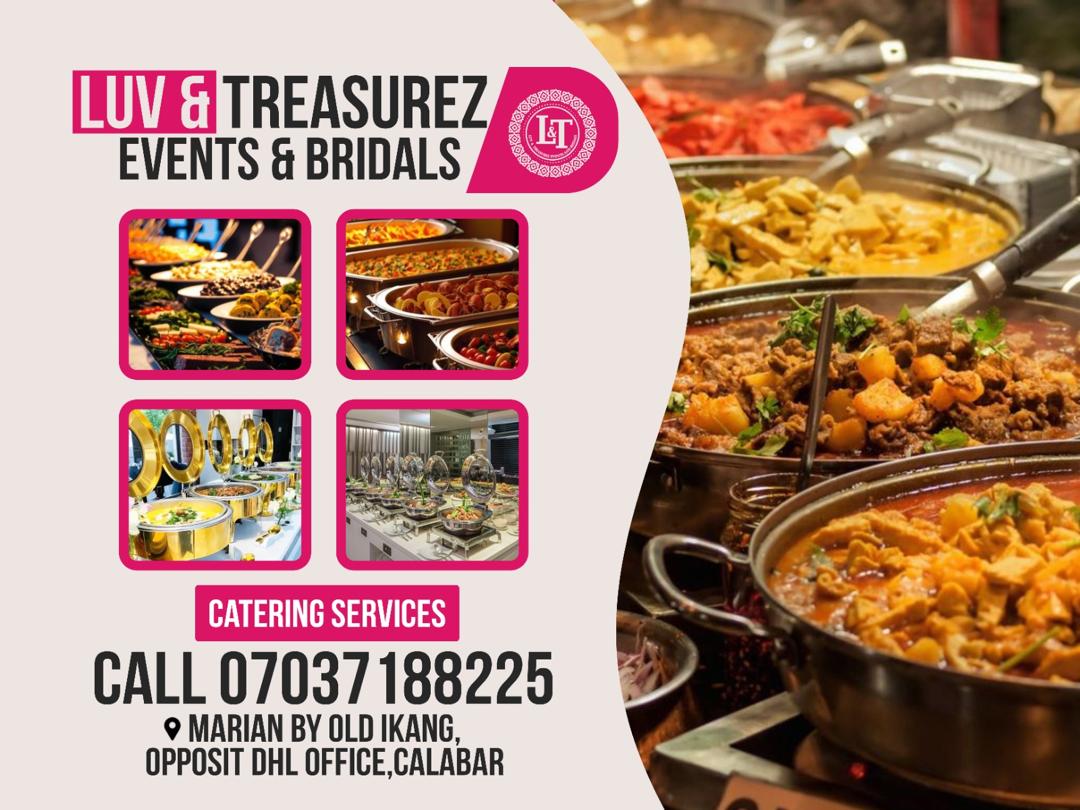 LUV & TREASUREZ
EVENTS & BRIDALS
L&T
CATERING SERVICES
CALL 07037188225
MARIAN BY OLD IKANG,
OPPOSIT DHL OFFICE,CALABAR